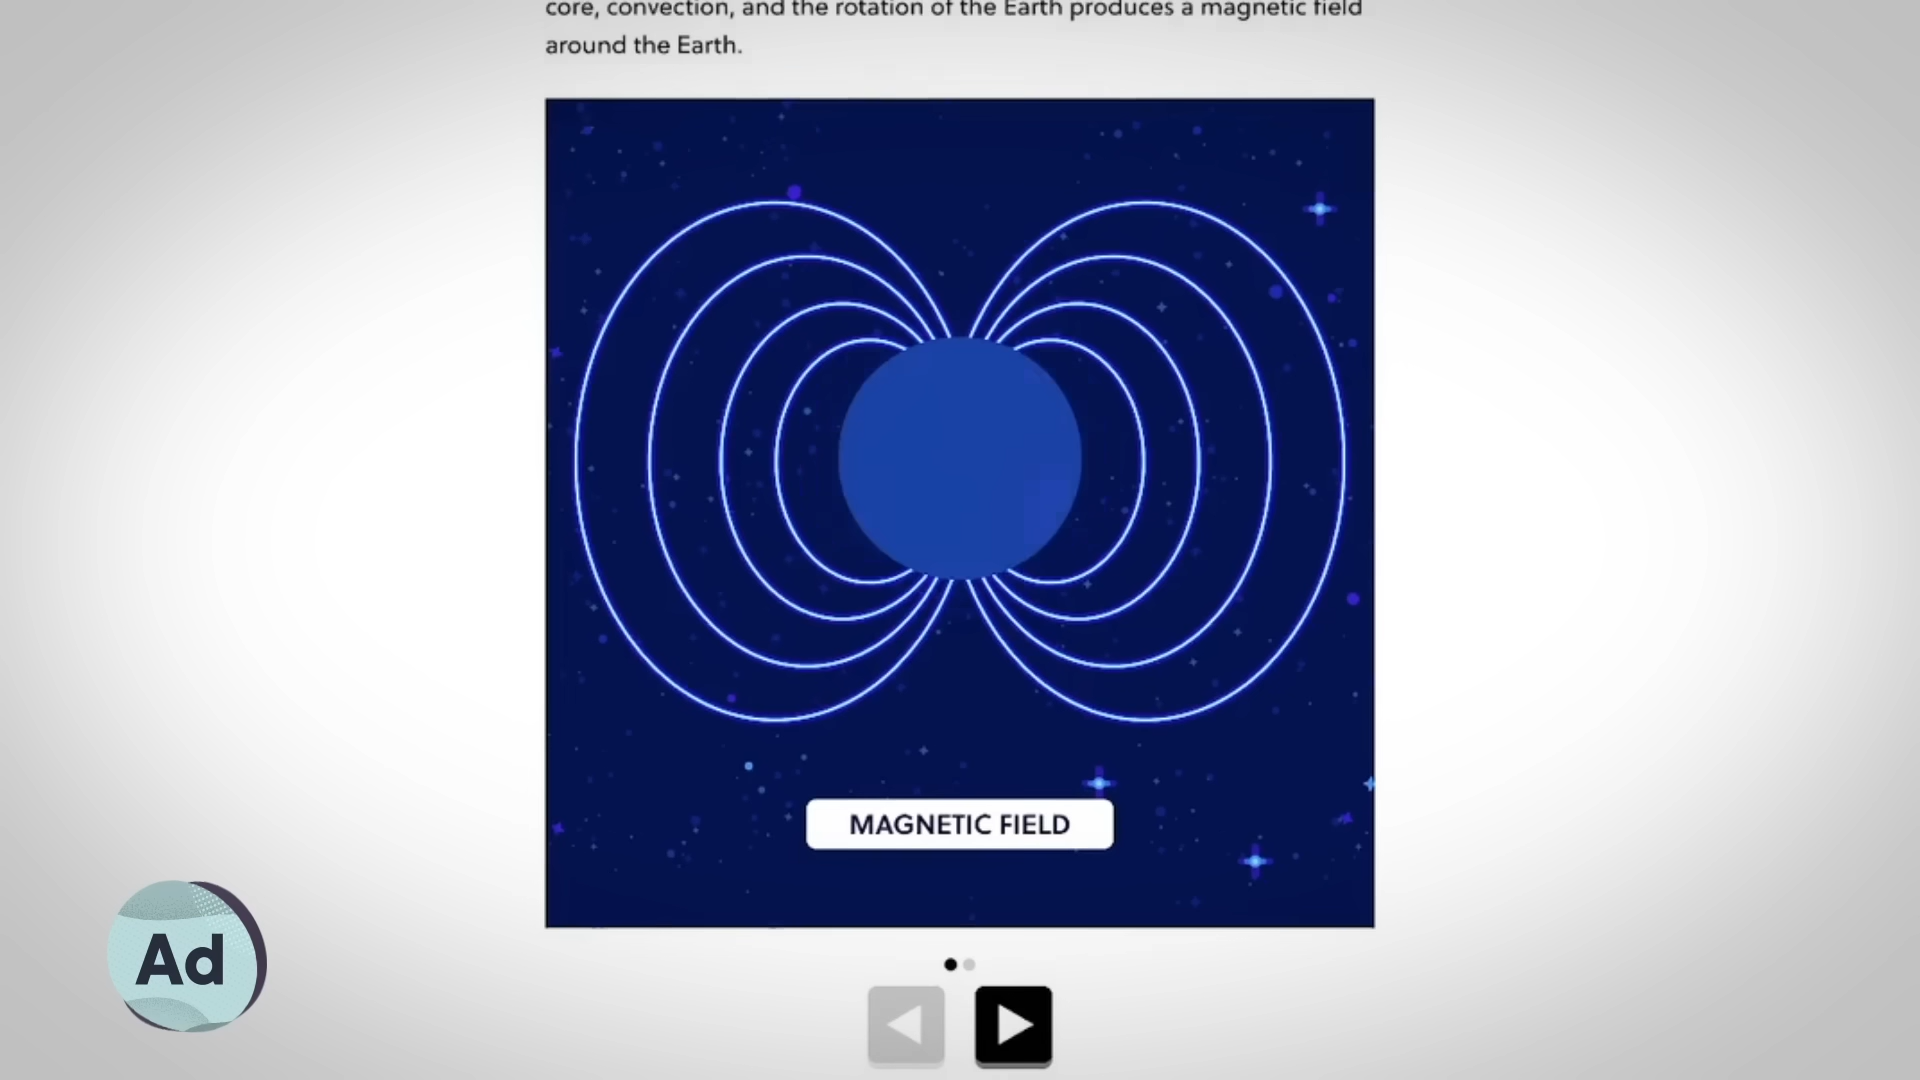 core, convection, and the rotation of the Earth produces a magnetic field
around the Earth.
MAGNETIC FIELD
Ad